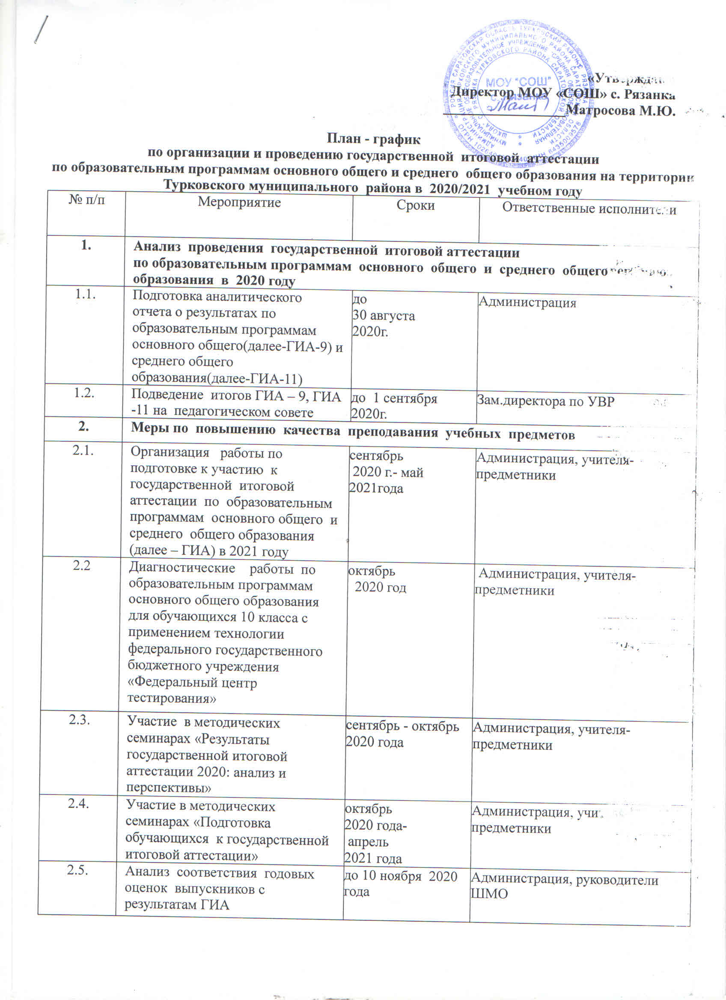 Директор МОУ «СОШ» с. Рязанка
Матросова М.Ю.
МОУ "СОШ"
с. Рязанка
План - график
по организации и проведению государственной итоговой аттестации
по образовательным программам основного общего и среднего общего образования на территории
Турковского муниципального района в 2020/2021 учебном году
№ п/п Мероприятие Сроки Ответственные исполнители
1. Анализ проведения государственной итоговой аттестации
по образовательным программам основного общего и среднего общего
образования в 2020 году
1.1. Подготовка аналитического
отчета о результатах по
образовательным программам
основного общего(далее-ГИА-9) и
среднего общего
образования(далее-ГИА-11)
до
30 августа
2020г.
Администрация
1.2. Подведение итогов ГИА – 9, ГИА
-11 на педагогическом совете
до 1 сентября
2020г.
Зам.директора по УВР
2. Меры по повышению качества преподавания учебных предметов
2.1. Организация работы по
подготовке к участию к
государственной итоговой
аттестации по образовательным
программам основного общего и
среднего общего образования
(далее – ГИА) в 2021 году
сентябрь
2020 г.- май
2021года
Администрация, учителя-
предметники
2.2 Диагностические работы по
образовательным программам
основного общего образования
для обучающихся 10 класса с
применением технологии
федерального государственного
бюджетного учреждения
«Федеральный центр
тестирования»
октябрь
2020 год
Администрация, учителя-
предметники
2.3. Участие в методических
семинарах «Результаты
государственной итоговой
аттестации 2020: анализ и
перспективы»
сентябрь - октябрь
2020 года
Администрация, учителя-
предметники
2.4. Участие в методических
семинарах «Подготовка
обучающихся к государственной
итоговой аттестации»
октябрь
2020 года-
апрель
2021 года
Администрация, учи
предметники
2.5. Анализ соответствия годовых
оценок выпускников с
результатам ГИА
до 10 ноября 2020
года
Администрация, руководители
ШМО